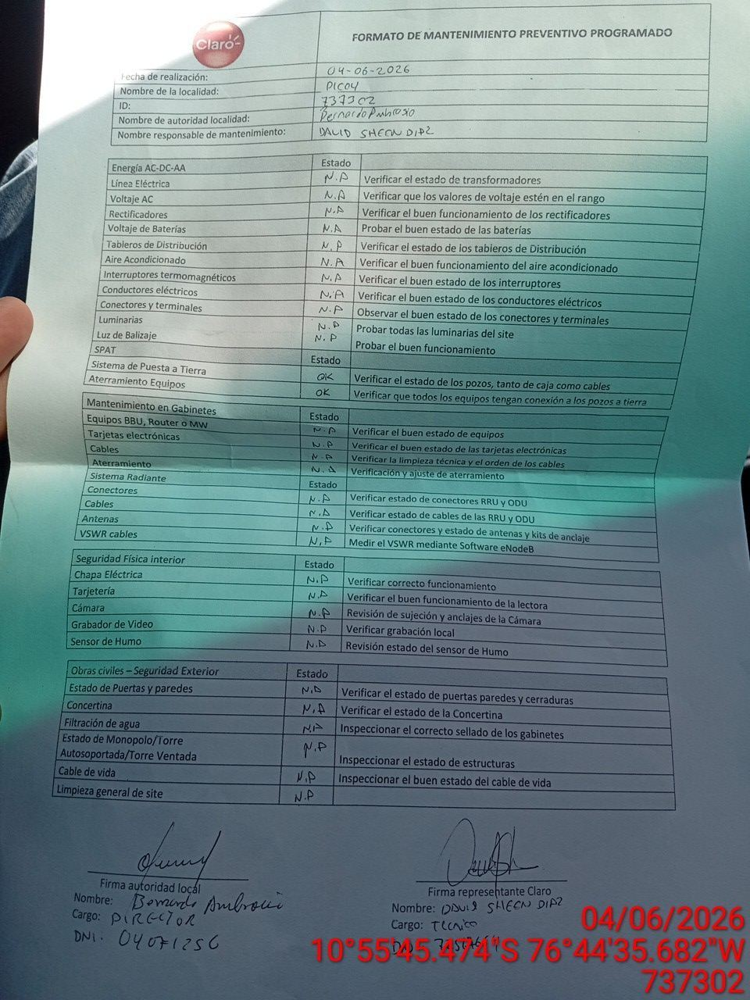 Claro
FORMATO DE MANTENIMIENTO PREVENTIVO PROGRAMADO
Fecha de realización: 04-06-2026
Nombre de la localidad: PICOY
ID: 737302
Nombre de autoridad localidad: Bernardo Ambrosio
Nombre responsable de mantenimiento: DAVID SHEEN DIAZ
Energía AC-DC-AA Estado
Línea Eléctrica N.A Verificar el estado de transformadores
Voltaje AC N.A Verificar que los valores de voltaje estén en el rango
Rectificadores N.A Verificar el buen funcionamiento de los rectificadores
Voltaje de Baterías N.A Probar el buen estado de las baterías
Tableros de Distribución N.A Verificar el estado de los tableros de Distribución
Aire Acondicionado N.A Verificar el buen funcionamiento del aire acondicionado
Interruptores termomagnéticos N.A Verificar el buen estado de los interruptores
Conductores eléctricos N.A Verificar el buen estado de los conductores eléctricos
Conectores y terminales N.A Observar el buen estado de los conectores y terminales
Luminarias N.A Probar todas las luminarias del site
Luz de Balizaje N.A Probar el buen funcionamiento
SPAT Estado
Sistema de Puesta a Tierra OK Verificar el estado de los pozos, tanto de caja como cables
Aterramiento Equipos OK Verificar que todos los equipos tengan conexión a los pozos a tierra
Mantenimiento en Gabinetes Estado
Equipos BBU, Router o MW N.A Verificar el buen estado de equipos
Tarjetas electrónicas N.A Verificar el buen estado de las tarjetas electrónicas
Cables N.A Verificar la limpieza técnica y el orden de los cables
Aterramiento N.A Verificación y ajuste de aterramiento
Sistema Radiante Estado
Conectores N.A Verificar estado de conectores RRU y ODU
Cables N.A Verificar estado de cables de las RRU y ODU
Antenas N.A Verificar conectores y estado de antenas y kits de anclaje
VSWR cables N.A Medir el VSWR mediante Software eNodeB
Seguridad Física interior Estado
Chapa Eléctrica N.A Verificar correcto funcionamiento
Tarjetería N.A Verificar el buen funcionamiento de la lectora
Cámara N.A Revisión de sujeción y anclajes de la Cámara
Grabador de Video N.A Verificar grabación local
Sensor de Humo N.A Revisión estado del sensor de Humo
Obras civiles – Seguridad Exterior Estado
Estado de Puertas y paredes N.A Verificar el estado de puertas paredes y cerraduras
Concertina N.A Verificar el estado de la Concertina
Filtración de agua N.A Inspeccionar el correcto sellado de los gabinetes
Estado de Monopolo/Torre Autosoportada/Torre Ventada N.A Inspeccionar el estado de estructuras
Cable de vida N.A Inspeccionar el buen estado del cable de vida
Limpieza general de site N.A
Firma autoridad local
Nombre: Bernardo Ambrosio
Cargo: DIRECTOR
DNI: 04071256
Firma representante Claro
Nombre: DAVID SHEEN DIAZ
Cargo: Tecnico
04/06/2026
10°55'45.474"S 76°44'35.682"W
737302